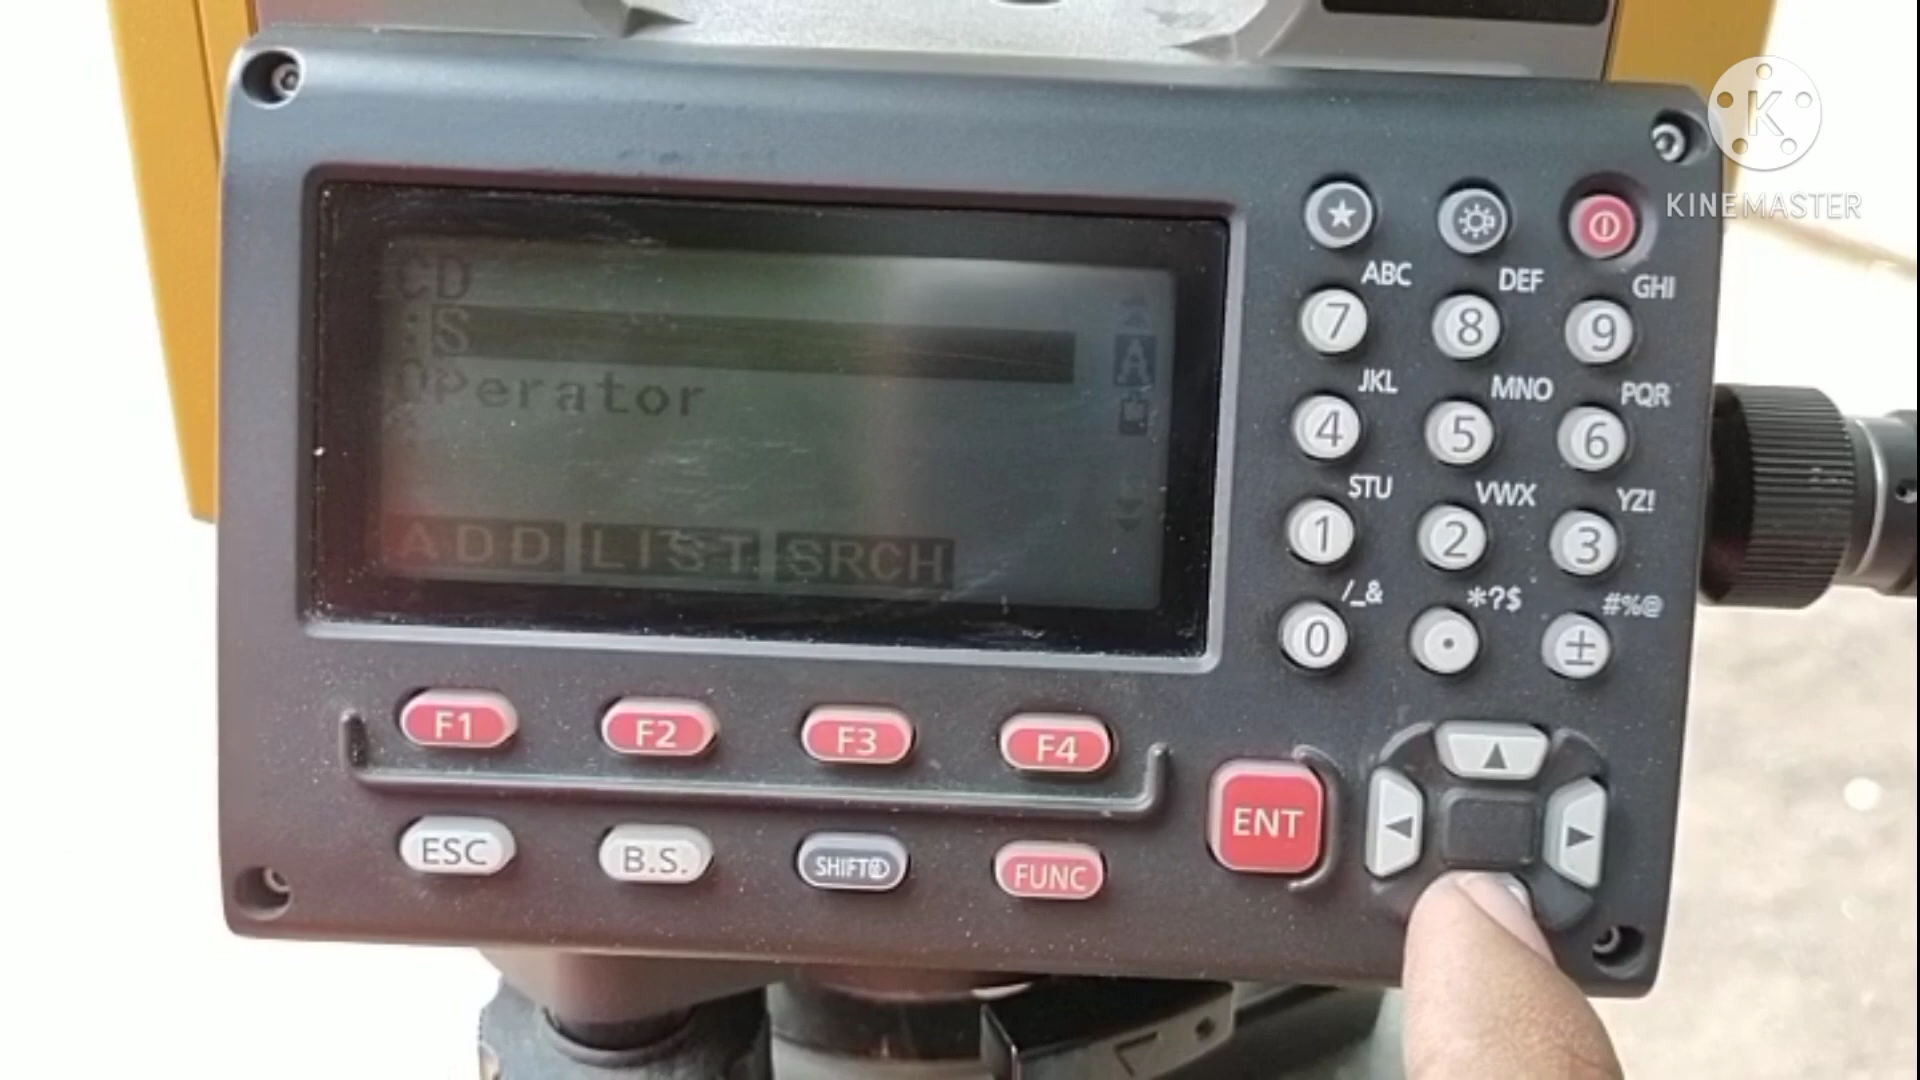 K
KINEMASTER
CD
:S
A
Operator
ADD LIST SRCH
ABC DEF GHI
7 8 9
JKL MNO PQR
4 5 6
STU VWX YZ!
1 2 3
/_& *?$ #%@
0 . ±
F1 F2 F3 F4
ENT
ESC B.S. SHIFT FUNC